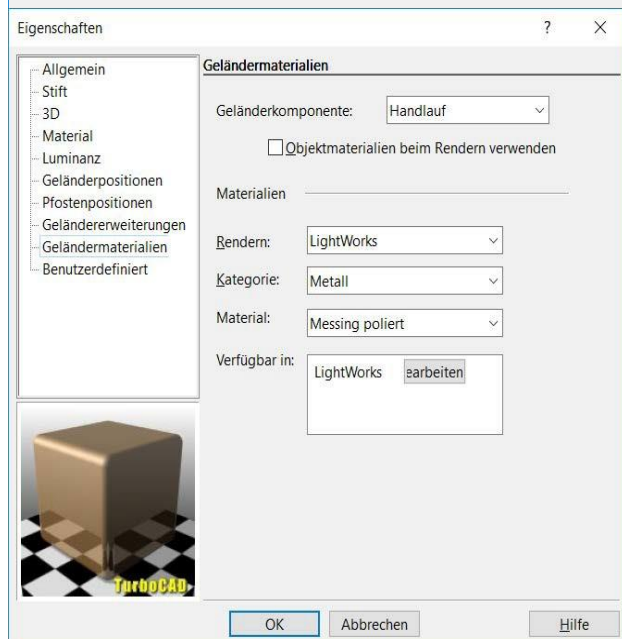 Eigenschaften ? X
Allgemein
Stift
3D
Material
Luminanz
Geländerpositionen
Pfostenpositionen
Geländererweiterungen
Geländermaterialien
Benutzerdefiniert
Geländermaterialien
Geländerkomponente: Handlauf
Objektmaterialien beim Rendern verwenden
Materialien
Rendern: LightWorks
Kategorie: Metall
Material: Messing poliert
Verfügbar in: LightWorks earbeiten
TurboCAD
OK Abbrechen Hilfe